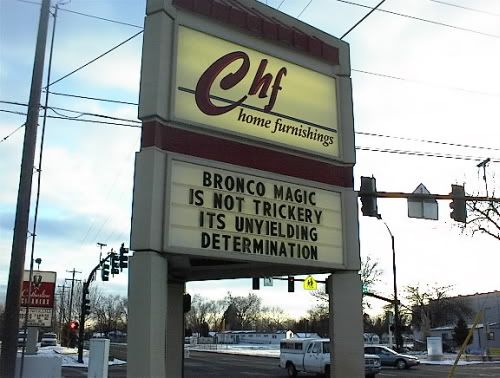 Chf
home furnishings
BRONCO MAGIC
IS NOT TRICKERY
ITS UNYIELDING
DETERMINATION